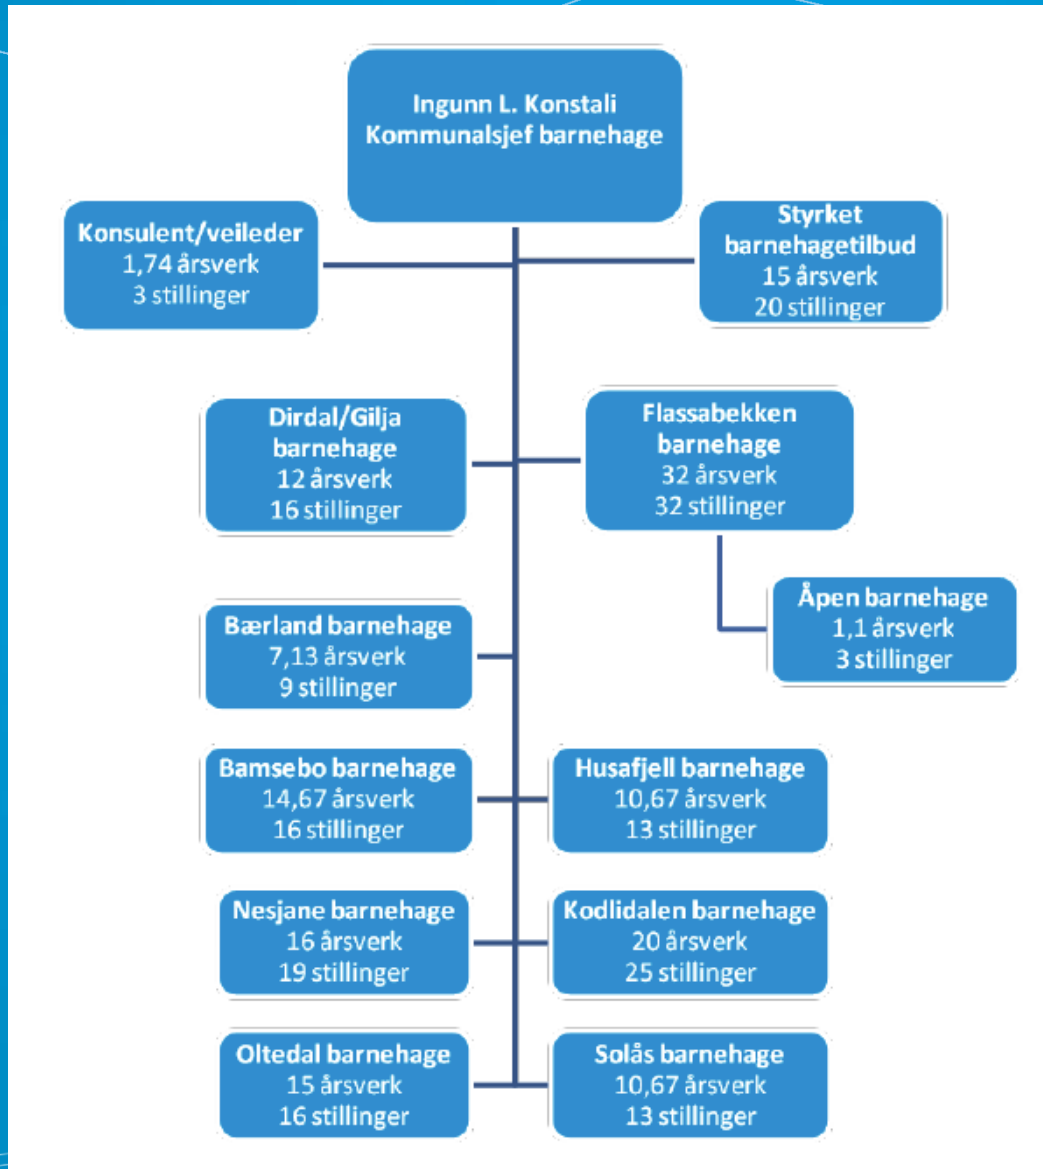 Ingunn L. Konstali
Kommunalsjef barnehage
Konsulent/veileder
1,74 årsverk
3 stillinger
Styrket
barnehagetilbud
15 årsverk
20 stillinger
Dirdal/Gilja
barnehage
12 årsverk
16 stillinger
Flassabekken
barnehage
32 årsverk
32 stillinger
Åpen barnehage
1,1 årsverk
3 stillinger
Bærland barnehage
7,13 årsverk
9 stillinger
Bamsebo barnehage
14,67 årsverk
16 stillinger
Husafjell barnehage
10,67 årsverk
13 stillinger
Nesjane barnehage
16 årsverk
19 stillinger
Kodlidalen barnehage
20 årsverk
25 stillinger
Oltedal barnehage
15 årsverk
16 stillinger
Solås barnehage
10,67 årsverk
13 stillinger